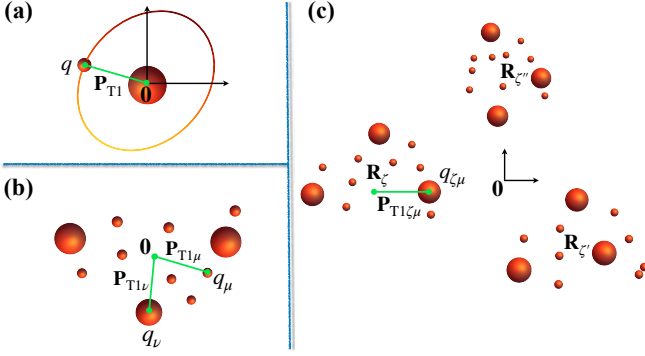 (a)
q
P_T1
0
(b)
0
P_T1μ
P_T1ν
q_μ
q_ν
(c)
R_ζ″
R_ζ
q_ζμ
P_T1ζμ
0
R_ζ′